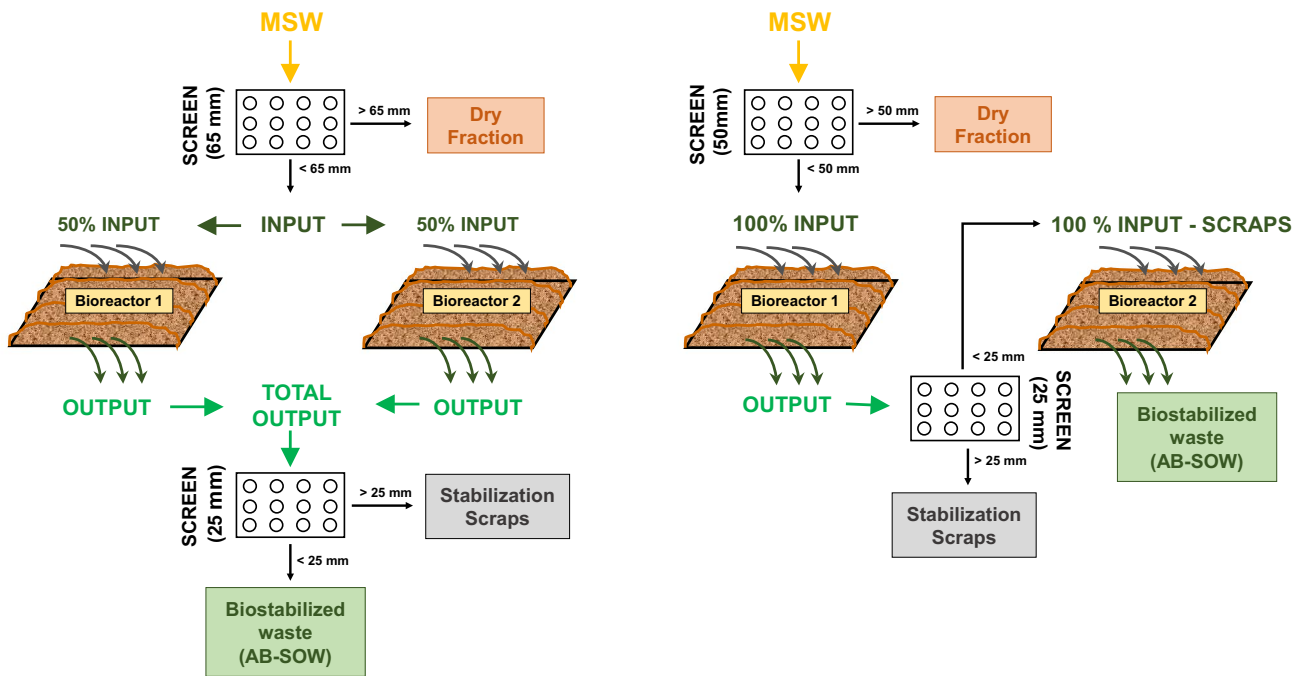 MSW
SCREEN
(65 mm)
> 65 mm
Dry
Fraction
< 65 mm
50% INPUT
INPUT
50% INPUT
Bioreactor 1
Bioreactor 2
OUTPUT
TOTAL
OUTPUT
OUTPUT
SCREEN
(25 mm)
> 25 mm
Stabilization
Scraps
< 25 mm
Biostabilized
waste
(AB-SOW)
MSW
SCREEN
(50mm)
> 50 mm
Dry
Fraction
< 50 mm
100% INPUT
100 % INPUT - SCRAPS
Bioreactor 1
Bioreactor 2
< 25 mm
OUTPUT
SCREEN
(25 mm)
> 25 mm
Stabilization
Scraps
Biostabilized
waste
(AB-SOW)